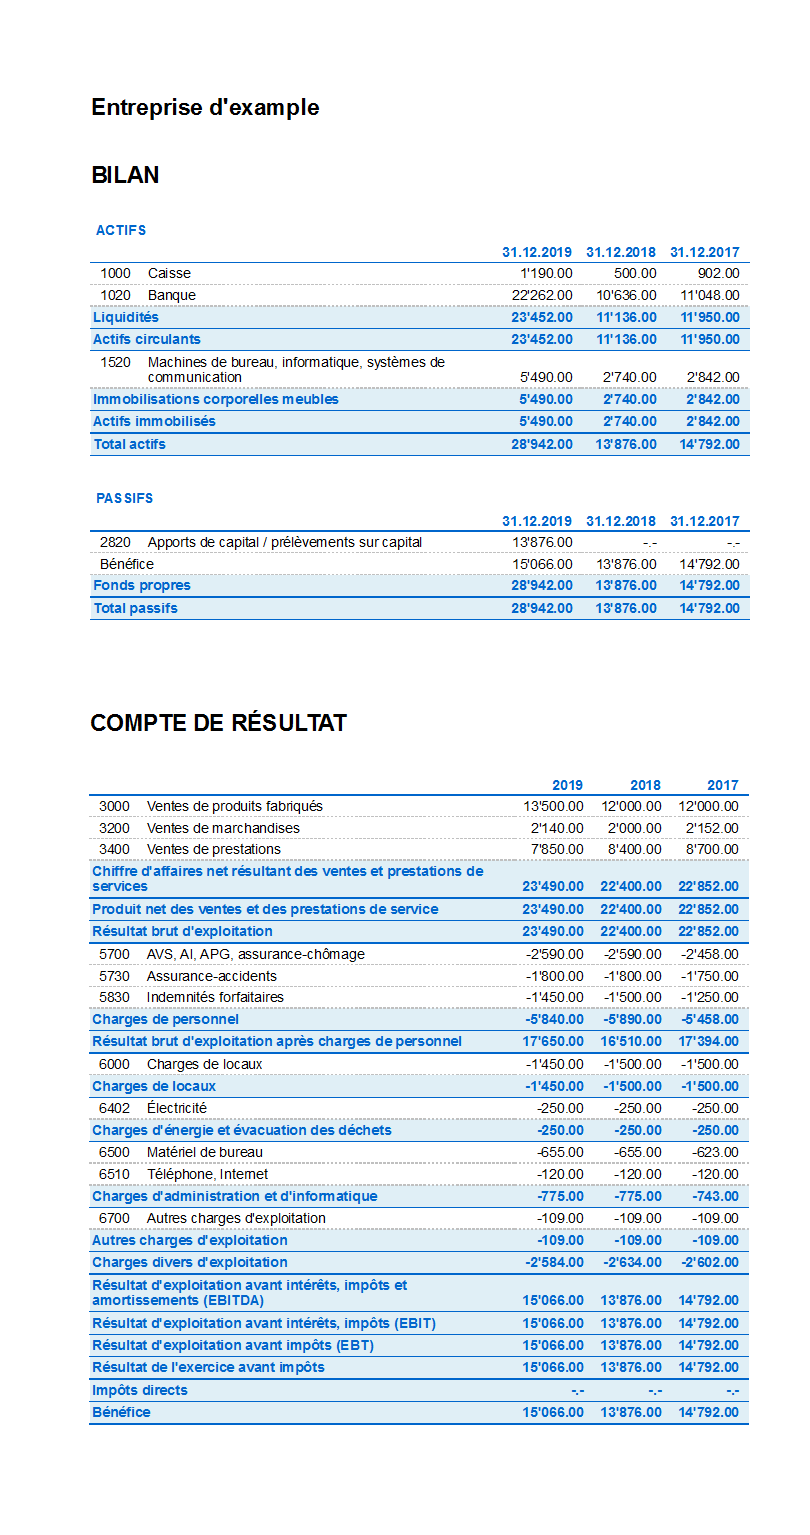 Entreprise d'example
BILAN
ACTIFS
31.12.2019 31.12.2018 31.12.2017
1000 Caisse 1'190.00 500.00 902.00
1020 Banque 22'262.00 10'636.00 11'048.00
Liquidités 23'452.00 11'136.00 11'950.00
Actifs circulants 23'452.00 11'136.00 11'950.00
1520 Machines de bureau, informatique, systèmes de
communication 5'490.00 2'740.00 2'842.00
Immobilisations corporelles meubles 5'490.00 2'740.00 2'842.00
Actifs immobilisés 5'490.00 2'740.00 2'842.00
Total actifs 28'942.00 13'876.00 14'792.00
PASSIFS
31.12.2019 31.12.2018 31.12.2017
2820 Apports de capital / prélèvements sur capital 13'876.00 -.- -.-
Bénéfice 15'066.00 13'876.00 14'792.00
Fonds propres 28'942.00 13'876.00 14'792.00
Total passifs 28'942.00 13'876.00 14'792.00
COMPTE DE RÉSULTAT
2019 2018 2017
3000 Ventes de produits fabriqués 13'500.00 12'000.00 12'000.00
3200 Ventes de marchandises 2'140.00 2'000.00 2'152.00
3400 Ventes de prestations 7'850.00 8'400.00 8'700.00
Chiffre d'affaires net résultant des ventes et prestations de
services 23'490.00 22'400.00 22'852.00
Produit net des ventes et des prestations de service 23'490.00 22'400.00 22'852.00
Résultat brut d'exploitation 23'490.00 22'400.00 22'852.00
5700 AVS, AI, APG, assurance-chômage -2'590.00 -2'590.00 -2'458.00
5730 Assurance-accidents -1'800.00 -1'800.00 -1'750.00
5830 Indemnités forfaitaires -1'450.00 -1'500.00 -1'250.00
Charges de personnel -5'840.00 -5'890.00 -5'458.00
Résultat brut d'exploitation après charges de personnel 17'650.00 16'510.00 17'394.00
6000 Charges de locaux -1'450.00 -1'500.00 -1'500.00
Charges de locaux -1'450.00 -1'500.00 -1'500.00
6402 Électricité -250.00 -250.00 -250.00
Charges d'énergie et évacuation des déchets -250.00 -250.00 -250.00
6500 Matériel de bureau -655.00 -655.00 -623.00
6510 Téléphone, Internet -120.00 -120.00 -120.00
Charges d'administration et d'informatique -775.00 -775.00 -743.00
6700 Autres charges d'exploitation -109.00 -109.00 -109.00
Autres charges d'exploitation -109.00 -109.00 -109.00
Charges divers d'exploitation -2'584.00 -2'634.00 -2'602.00
Résultat d'exploitation avant intérêts, impôts et
amortissements (EBITDA) 15'066.00 13'876.00 14'792.00
Résultat d'exploitation avant intérêts, impôts (EBIT) 15'066.00 13'876.00 14'792.00
Résultat d'exploitation avant impôts (EBT) 15'066.00 13'876.00 14'792.00
Résultat de l'exercice avant impôts 15'066.00 13'876.00 14'792.00
Impôts directs -.- -.- -.-
Bénéfice 15'066.00 13'876.00 14'792.00